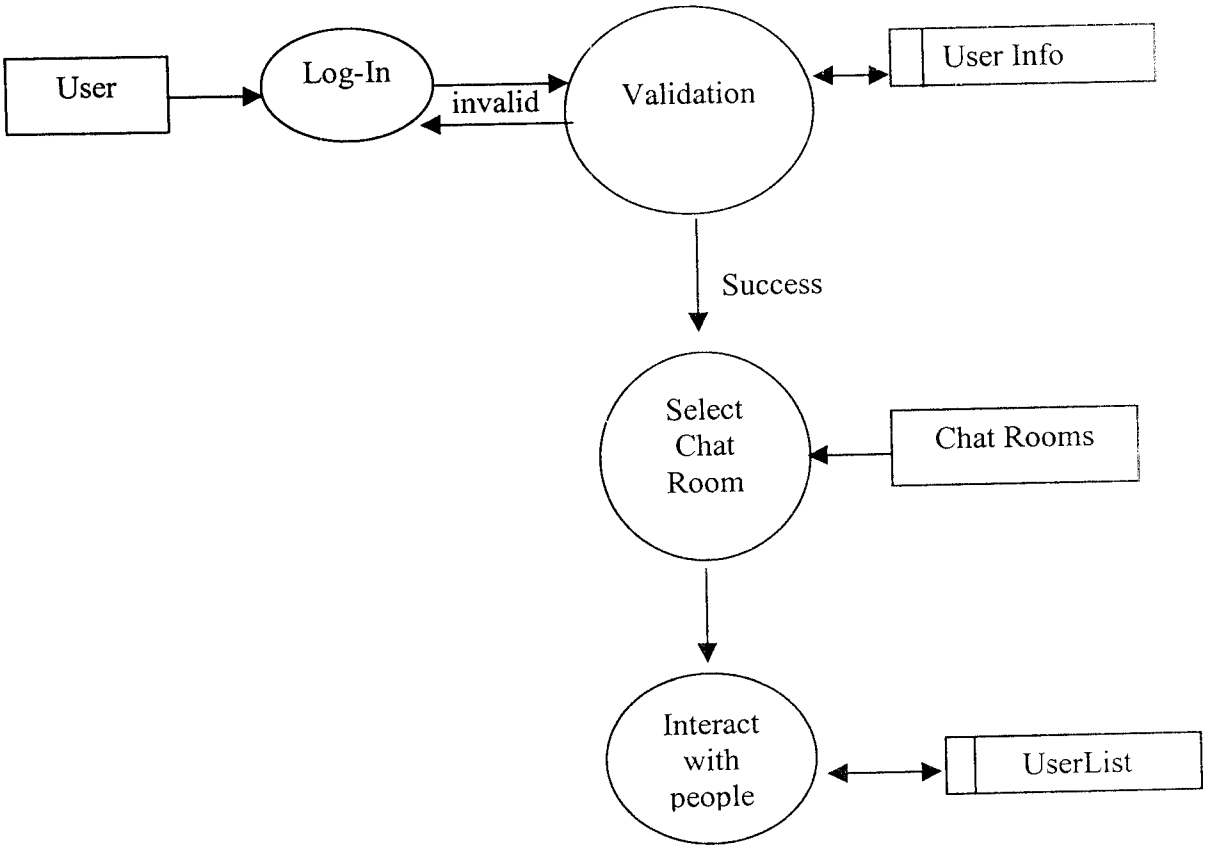 User
Log-In
invalid
Validation
User Info
Success
Select
Chat
Room
Chat Rooms
Interact
with
people
UserList